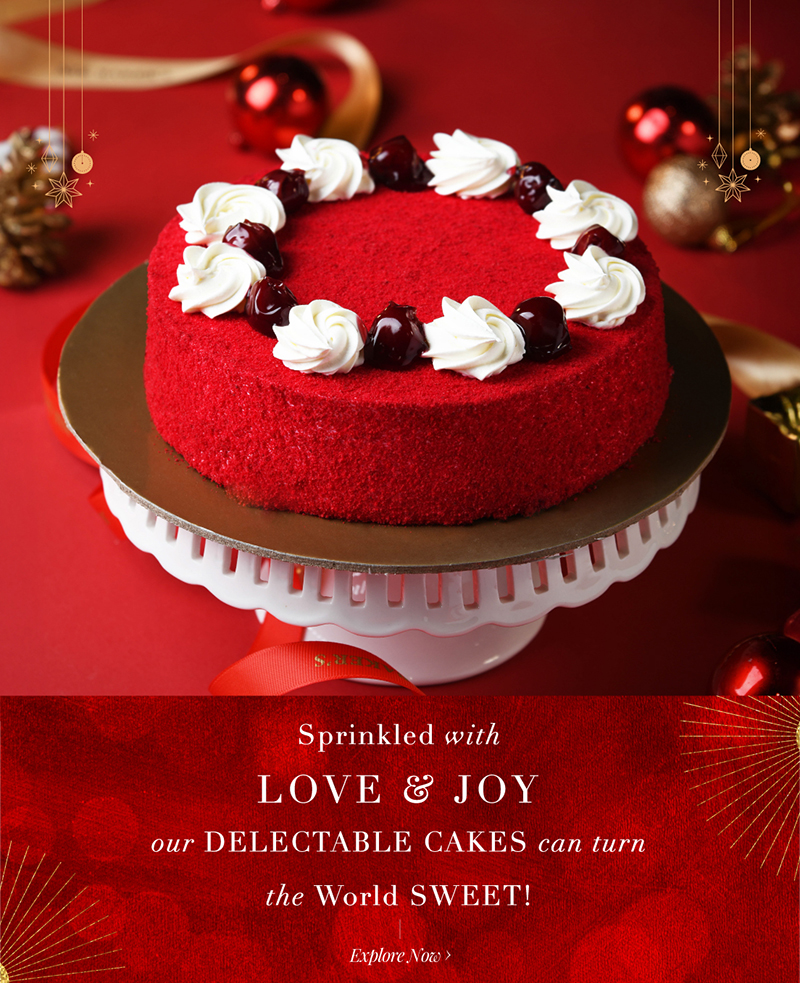 Sprinkled with
LOVE & JOY
our DELECTABLE CAKES can turn
the World SWEET!
Explore Now ›